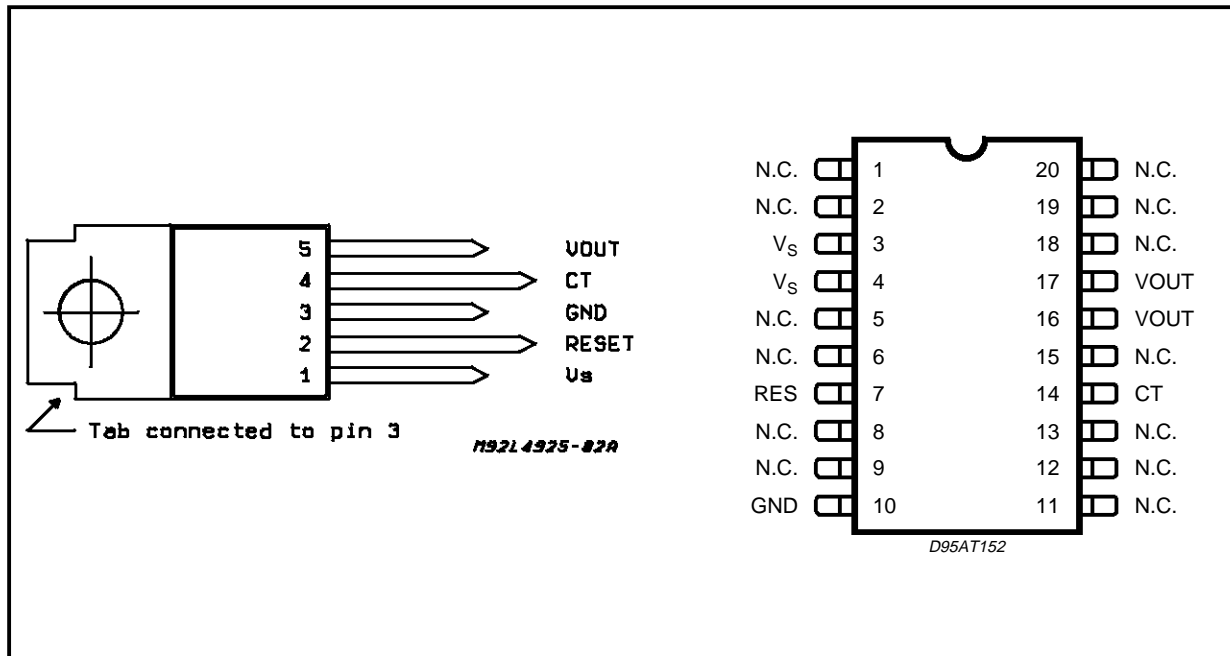 5 VOUT
4 CT
3 GND
2 RESET
1 Vs
Tab connected to pin 3
M92L4925-02A
N.C. 1 20 N.C.
N.C. 2 19 N.C.
VS 3 18 N.C.
VS 4 17 VOUT
N.C. 5 16 VOUT
N.C. 6 15 N.C.
RES 7 14 CT
N.C. 8 13 N.C.
N.C. 9 12 N.C.
GND 10 11 N.C.
D95AT152